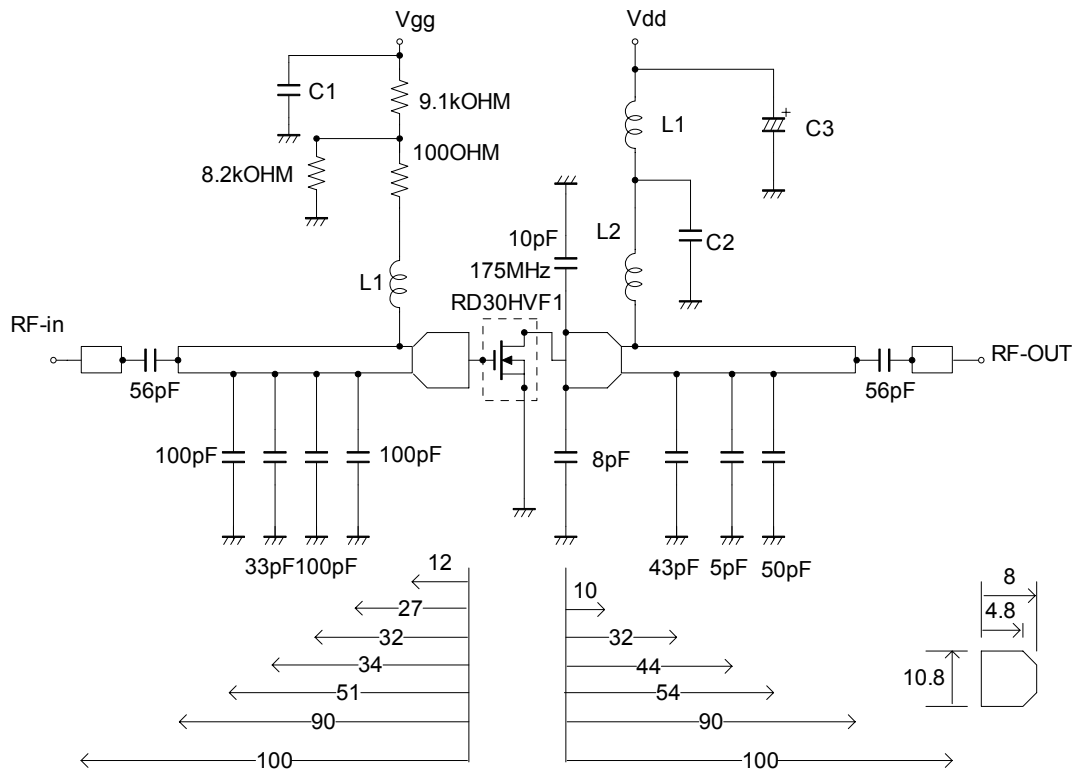 Vgg
Vdd
C1
9.1kOHM
L1
C3
+
8.2kOHM
100OHM
10pF
L2
C2
175MHz
L1
RD30HVF1
RF-in
RF-OUT
56pF
56pF
100pF
100pF
8pF
33pF
100pF
43pF
5pF
50pF
12
10
8
27
4.8
32
32
34
44
10.8
51
54
90
90
100
100